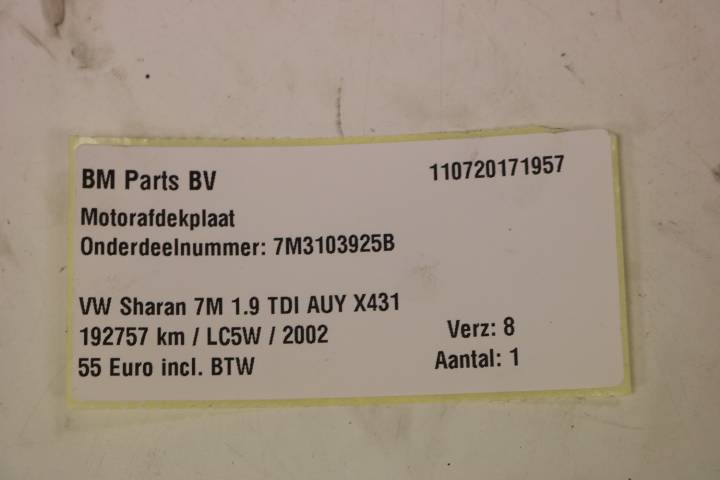 BM Parts BV 110720171957
Motorafdekplaat
Onderdeelnummer: 7M3103925B
VW Sharan 7M 1.9 TDI AUY X431
192757 km / LC5W / 2002 Verz: 8
55 Euro incl. BTW Aantal: 1